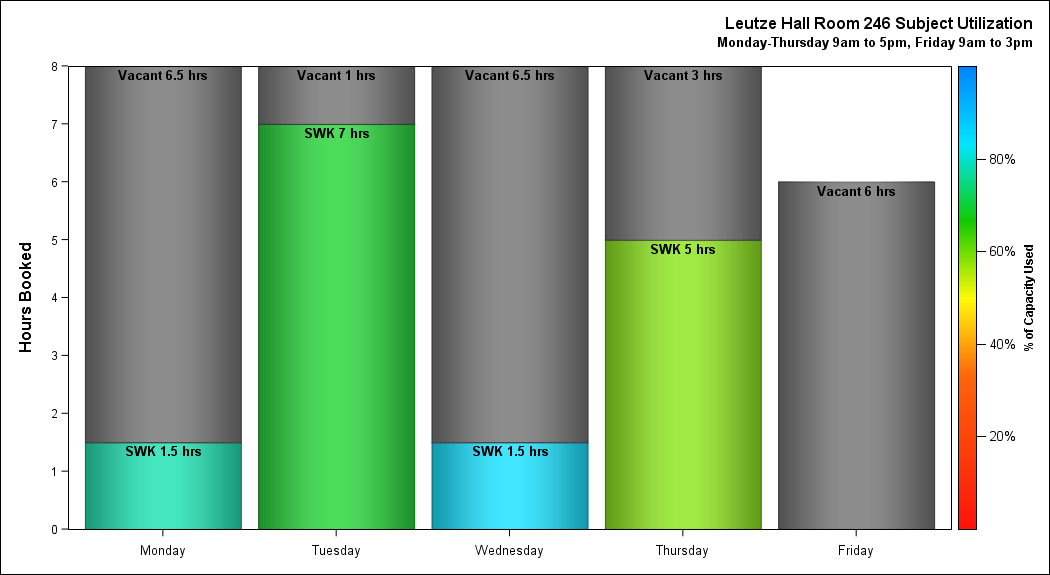 Leutze Hall Room 246 Subject Utilization
Monday-Thursday 9am to 5pm, Friday 9am to 3pm
Hours Booked
8
7
6
5
4
3
2
1
0
Vacant 6.5 hrs
SWK 1.5 hrs
Vacant 1 hrs
SWK 7 hrs
Vacant 6.5 hrs
SWK 1.5 hrs
Vacant 3 hrs
SWK 5 hrs
Vacant 6 hrs
Monday
Tuesday
Wednesday
Thursday
Friday
80%
60%
40%
20%
% of Capacity Used